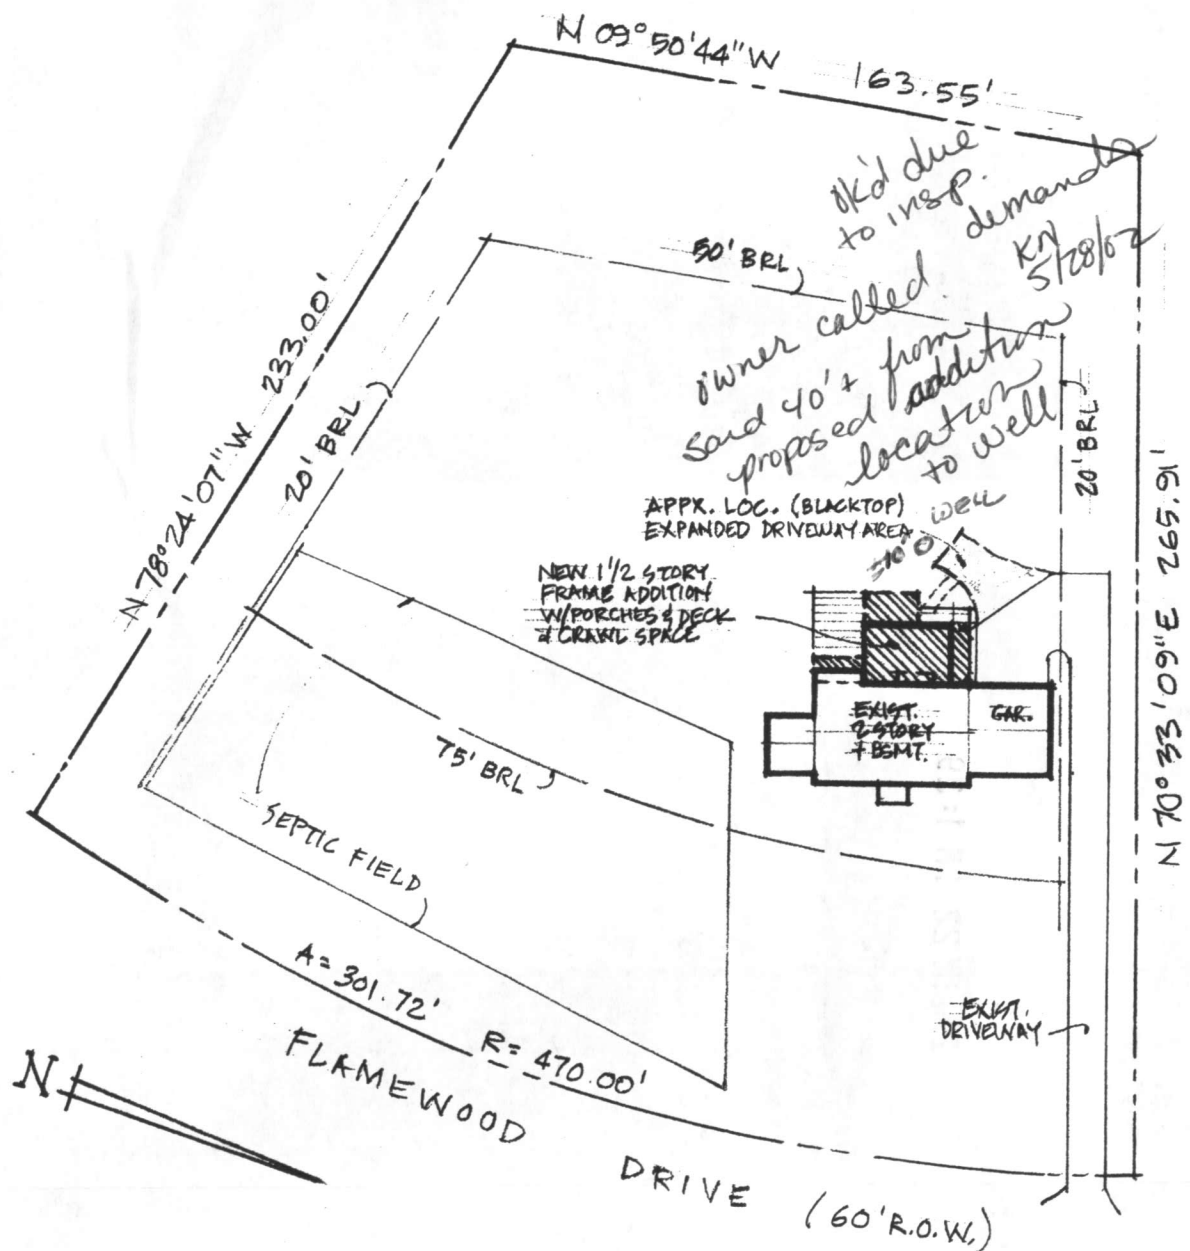 N 09°50'44"W 163.55'
ok'd due
to insp.
demands
KN
5/28/02
50' BRL
owner called
said 40'± from
proposed addition
location
to well
N 78°24'07"W 233.00'
20' BRL
20' BRL
N 70°33'09"E 265.91'
APPX. LOC. (BLACKTOP)
EXPANDED DRIVEWAY AREA
WELL
NEW 1 1/2 STORY
FRAME ADDITION
W/PORCHES & DECK
& CRAWL SPACE
EXIST.
2 STORY
+ BSMT.
GAR.
75' BRL
SEPTIC FIELD
A = 301.72'
R = 470.00'
EXIST.
DRIVEWAY
N
FLAMEWOOD
DRIVE
(60' R.O.W.)